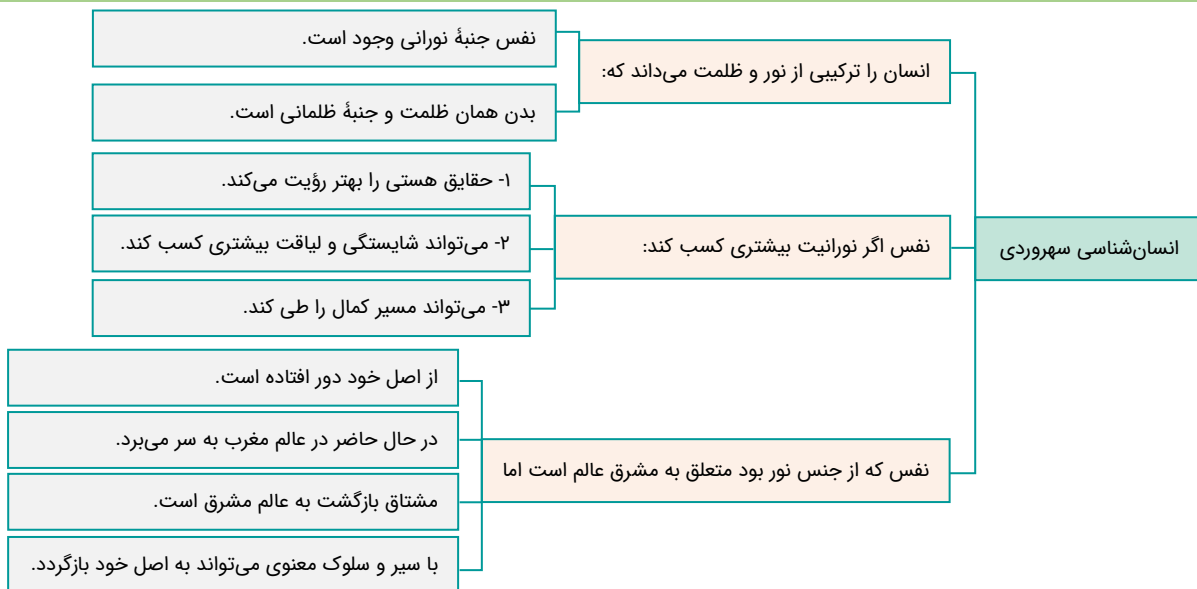 انسان‌شناسی سهروردی
انسان را ترکیبی از نور و ظلمت می‌داند که:
نفس جنبهٔ نورانی وجود است.
بدن همان ظلمت و جنبهٔ ظلمانی است.
نفس اگر نورانیت بیشتری کسب کند:
۱- حقایق هستی را بهتر رؤیت می‌کند.
۲- می‌تواند شایستگی و لیاقت بیشتری کسب کند.
۳- می‌تواند مسیر کمال را طی کند.
نفس که از جنس نور بود متعلق به مشرق عالم است اما
از اصل خود دور افتاده است.
در حال حاضر در عالم مغرب به سر می‌برد.
مشتاق بازگشت به عالم مشرق است.
با سیر و سلوک معنوی می‌تواند به اصل خود بازگردد.